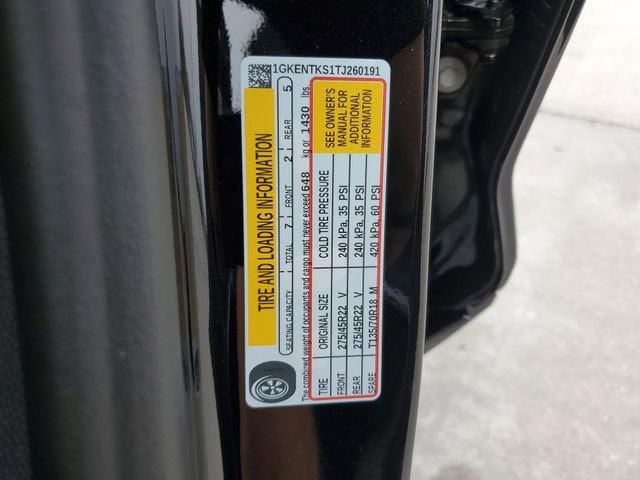 1GKENTKS1TJ260191
TIRE AND LOADING INFORMATION
SEATING CAPACITY TOTAL 7 FRONT 2 REAR 5
The combined weight of occupants and cargo must never exceed 648 kg or 1430 lbs.
TIRE ORIGINAL SIZE COLD TIRE PRESSURE
FRONT 275/45R22 V 240 kPa, 35 PSI
REAR 275/45R22 V 240 kPa, 35 PSI
SPARE T135/70R18 M 420 kPa, 60 PSI
SEE OWNER'S
MANUAL FOR
ADDITIONAL
INFORMATION